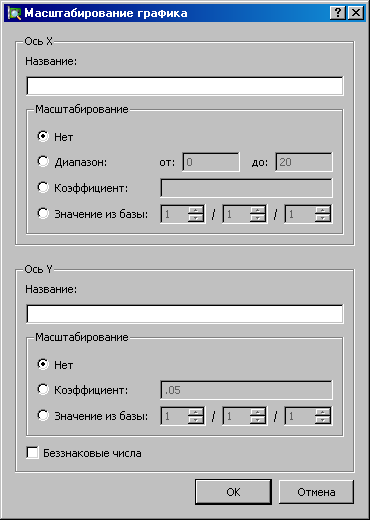 Масштабирование графика
Ось X
Название:
Масштабирование
Нет
Диапазон: от: 0 до: 20
Коэффициент:
Значение из базы: 1 / 1 / 1
Ось Y
Название:
Масштабирование
Нет
Коэффициент: .05
Значение из базы: 1 / 1 / 1
Беззнаковые числа
OK Отмена